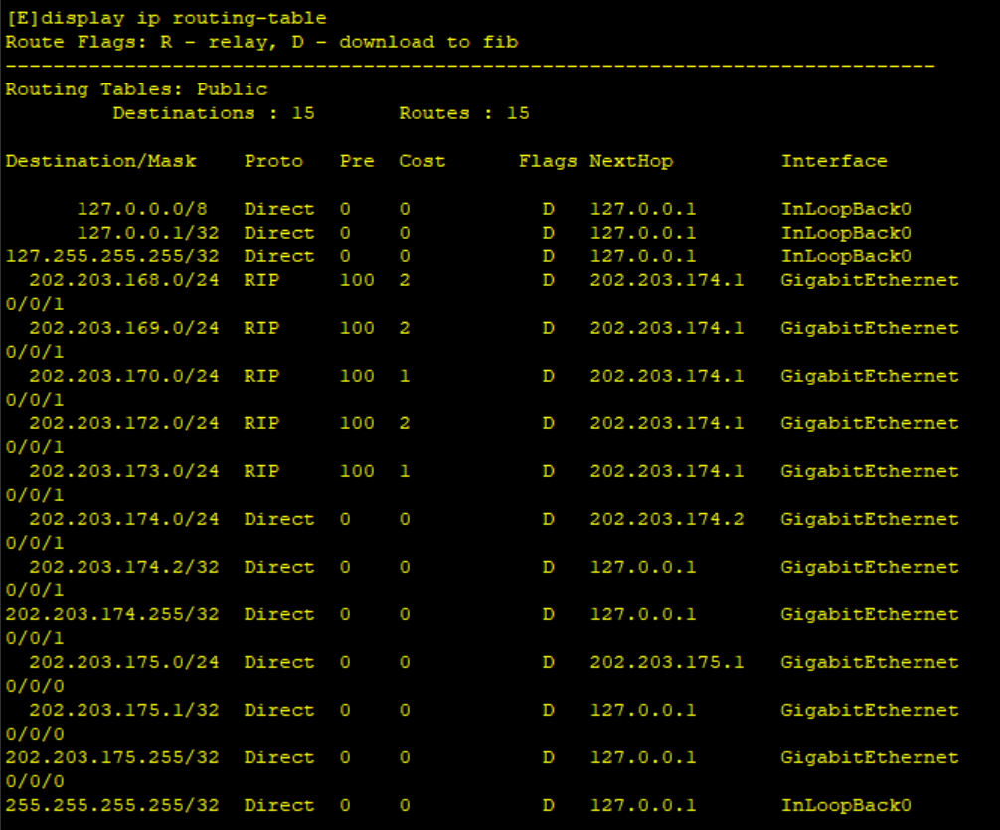 [E]display ip routing-table
Route Flags: R - relay, D - download to fib
------------------------------------------------------------------------------
Routing Tables: Public
         Destinations : 15       Routes : 15

Destination/Mask    Proto   Pre  Cost      Flags NextHop         Interface

      127.0.0.0/8   Direct  0    0           D   127.0.0.1       InLoopBack0
      127.0.0.1/32  Direct  0    0           D   127.0.0.1       InLoopBack0
127.255.255.255/32  Direct  0    0           D   127.0.0.1       InLoopBack0
  202.203.168.0/24  RIP     100  2           D   202.203.174.1   GigabitEthernet
0/0/1
  202.203.169.0/24  RIP     100  2           D   202.203.174.1   GigabitEthernet
0/0/1
  202.203.170.0/24  RIP     100  1           D   202.203.174.1   GigabitEthernet
0/0/1
  202.203.172.0/24  RIP     100  2           D   202.203.174.1   GigabitEthernet
0/0/1
  202.203.173.0/24  RIP     100  1           D   202.203.174.1   GigabitEthernet
0/0/1
  202.203.174.0/24  Direct  0    0           D   202.203.174.2   GigabitEthernet
0/0/1
  202.203.174.2/32  Direct  0    0           D   127.0.0.1       GigabitEthernet
0/0/1
202.203.174.255/32  Direct  0    0           D   127.0.0.1       GigabitEthernet
0/0/1
  202.203.175.0/24  Direct  0    0           D   202.203.175.1   GigabitEthernet
0/0/0
  202.203.175.1/32  Direct  0    0           D   127.0.0.1       GigabitEthernet
0/0/0
202.203.175.255/32  Direct  0    0           D   127.0.0.1       GigabitEthernet
0/0/0
255.255.255.255/32  Direct  0    0           D   127.0.0.1       InLoopBack0